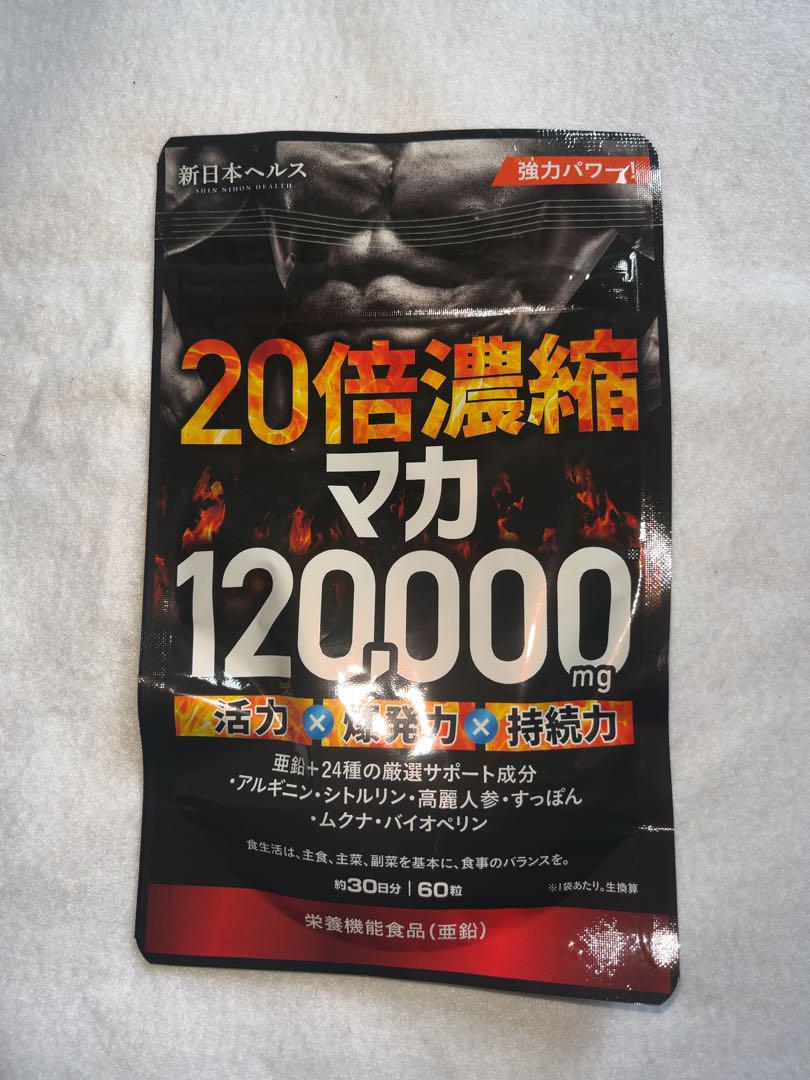 新日本ヘルス
SHIN NIHON HEALTH
強力パワー!
20倍濃縮
マカ
120,000mg※
活力×爆発力×持続力
亜鉛+24種の厳選サポート成分
・アルギニン・シトルリン・高麗人参・すっぽん
・ムクナ・バイオペリン
食生活は、主食、主菜、副菜を基本に、食事のバランスを。
約30日分|60粒
※1袋あたり。生換算
栄養機能食品(亜鉛)